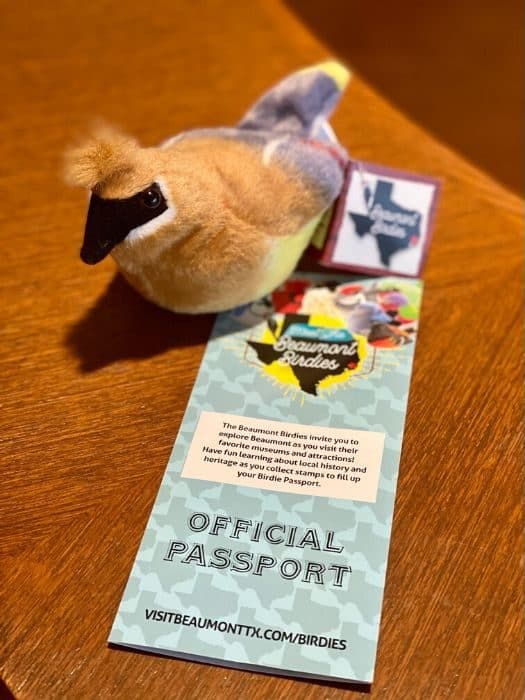 Beaumont
Birdies
Beaumont
Birdies
The Beaumont Birdies invite you to
explore Beaumont as you visit their
favorite museums and attractions!
Have fun learning about local history and
heritage as you collect stamps to fill up
your Birdie Passport.
OFFICIAL
PASSPORT
VISITBEAUMONTTX.COM/BIRDIES